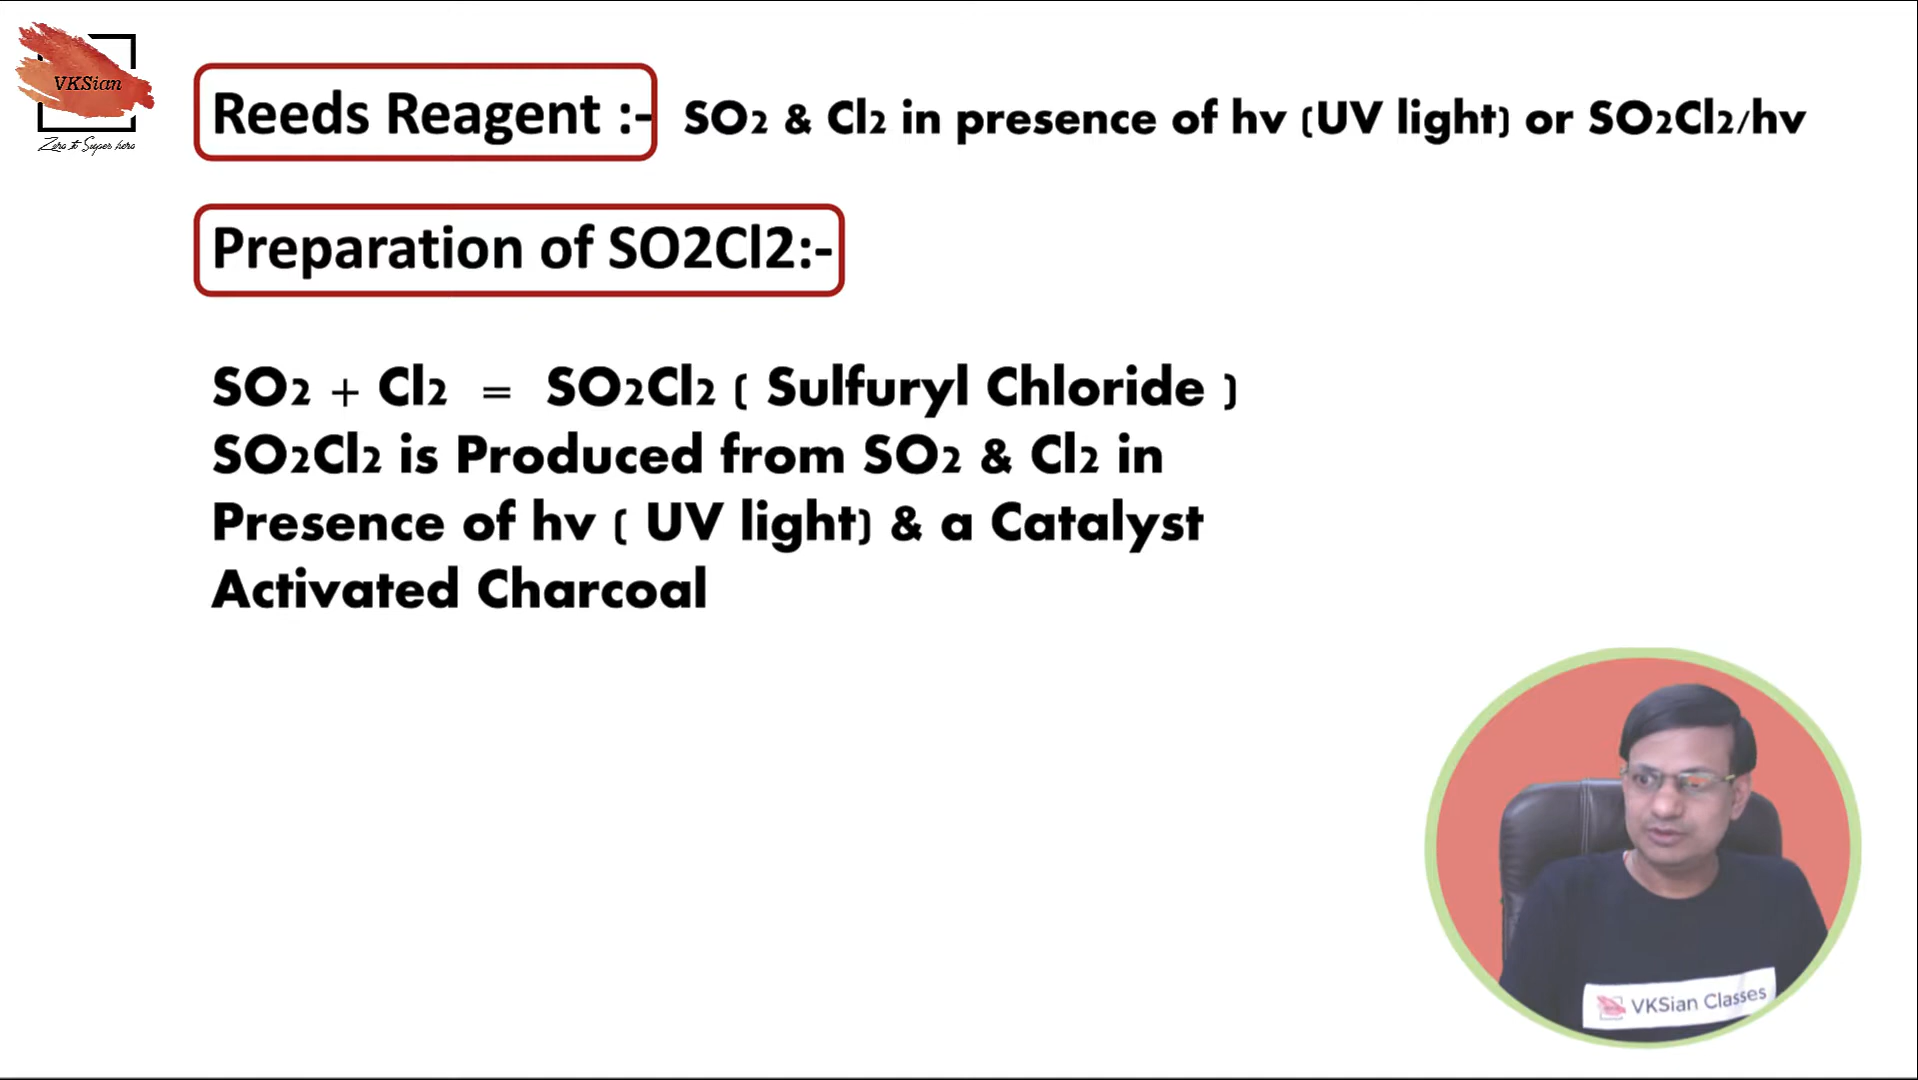 VKSian
Zero to Super hero
Reeds Reagent :- SO2 & Cl2 in presence of hv (UV light) or SO2Cl2/hv
Preparation of SO2Cl2:-
SO2 + Cl2 = SO2Cl2 ( Sulfuryl Chloride )
SO2Cl2 is Produced from SO2 & Cl2 in
Presence of hv ( UV light) & a Catalyst
Activated Charcoal
VKSian Classes